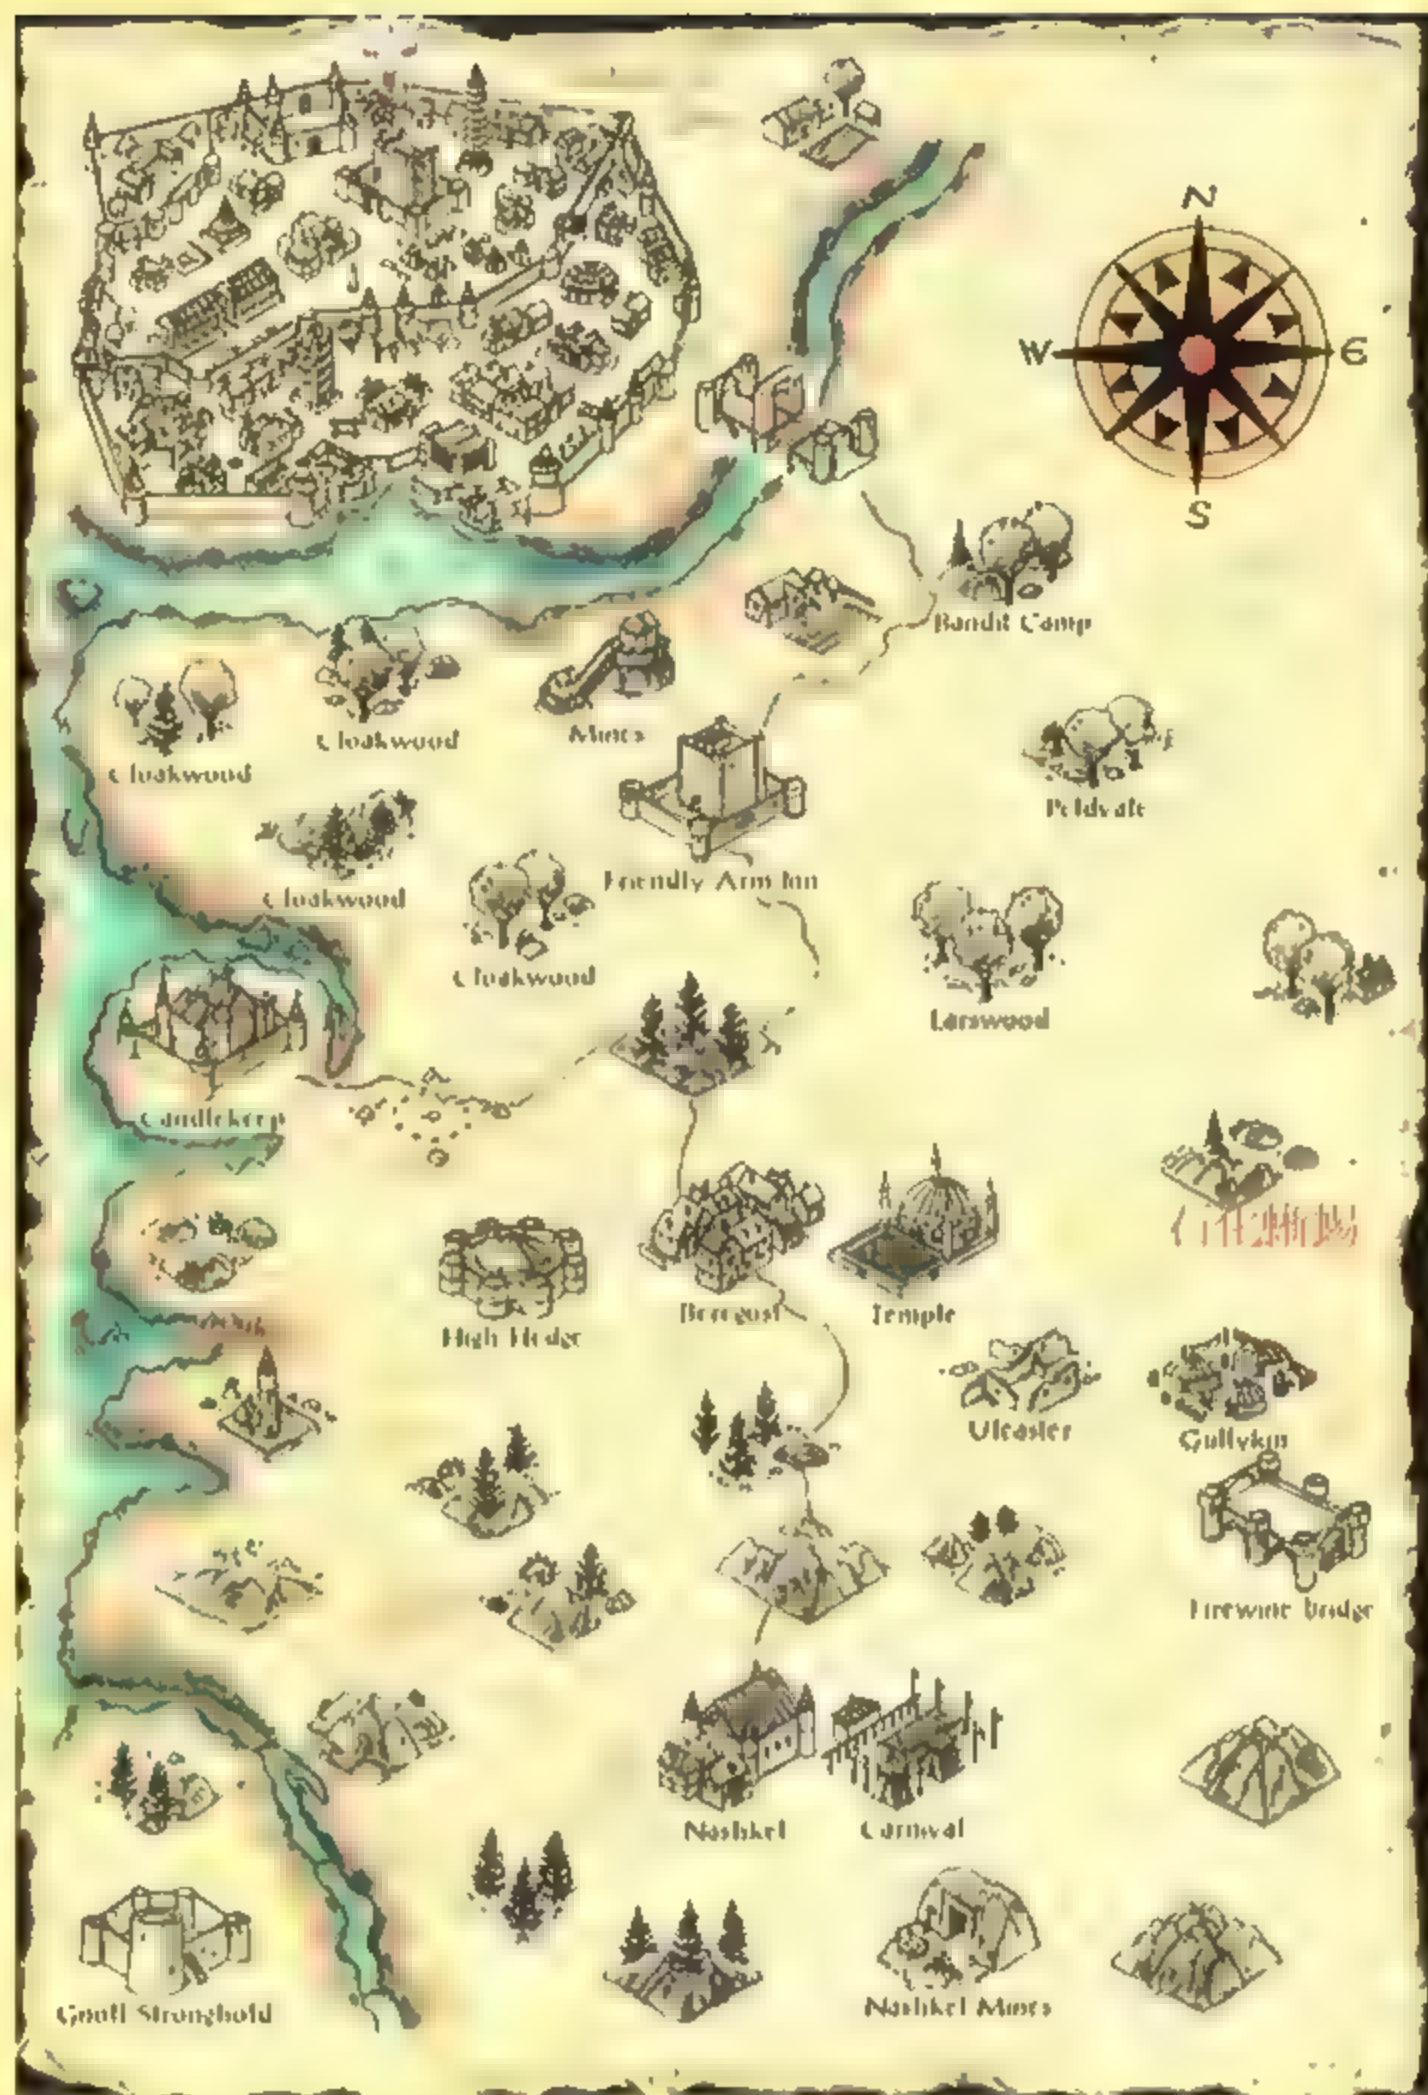 N
W
E
S
Bandit Camp
Cloakwood
Mines
Cloakwood
Peldvale
Friendly Arm Inn
Cloakwood
Cloakwood
Larswood
Candlekeep
High Hedge
Beregost
Temple
Ulcaster
Gullykin
Firewine Bridge
Nashkel
Carnival
Gnoll Stronghold
Nashkel Mines